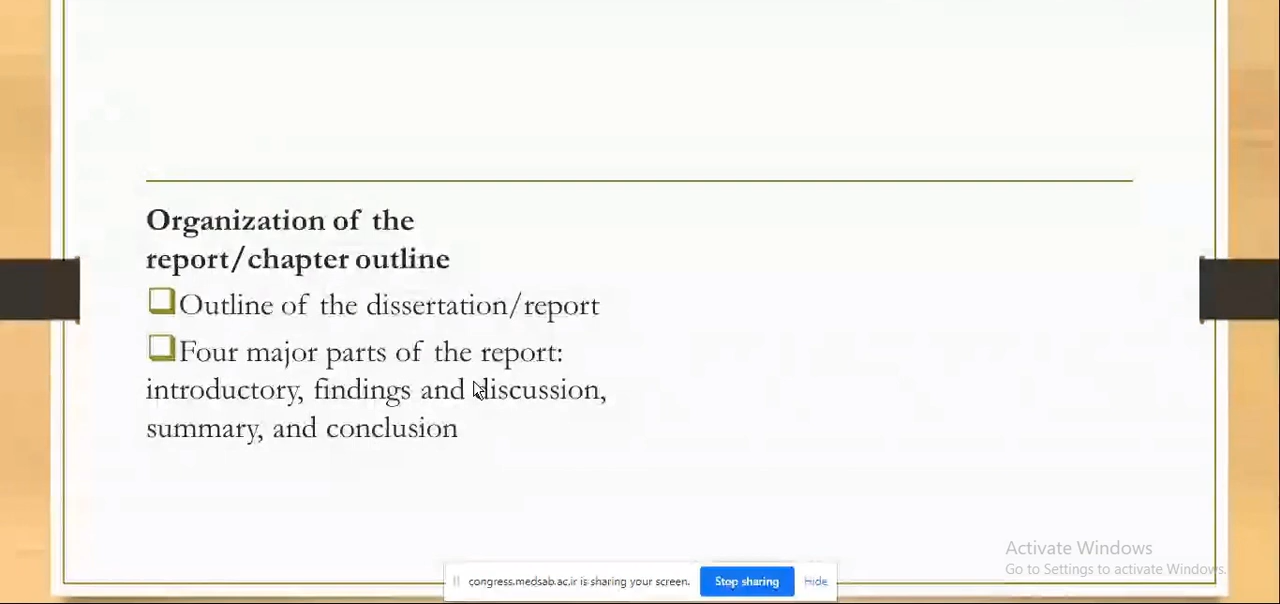 Organization of the
report/chapter outline
Outline of the dissertation/report
Four major parts of the report:
introductory, findings and discussion,
summary, and conclusion
Activate Windows
Go to Settings to activate Windows.
congress.medsab.ac.ir is sharing your screen.
Stop sharing
Hide